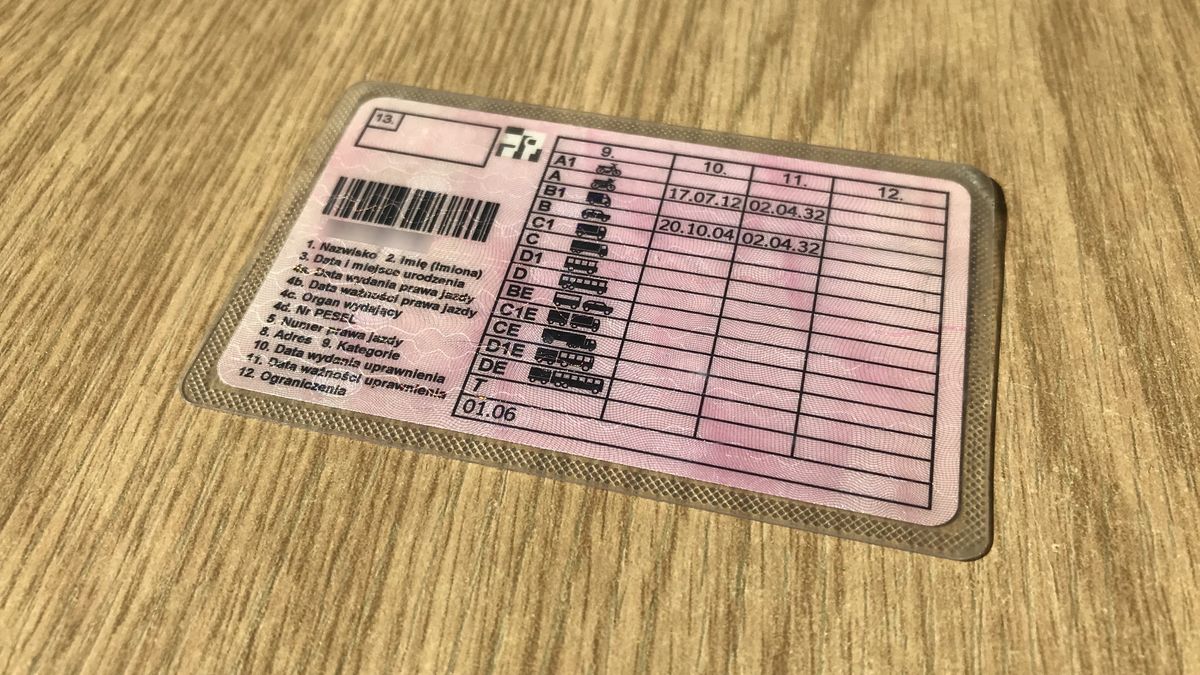 13.
1. Nazwisko 2. Imię (Imiona)
3. Data i miejsce urodzenia
4a. Data wydania prawa jazdy
4b. Data ważności prawa jazdy
4c. Organ wydający
4d. Nr PESEL
5 Numer prawa jazdy
8. Adres 9. Kategorie
10. Data wydania uprawnienia
11. Data ważności uprawnienia
12. Ograniczenia
9. 10. 11. 12.
A1
A 17.07.12 02.04.32
B1
B 20.10.04 02.04.32
C1
C
D1
D
BE
C1E
CE
D1E
DE
T
01.06